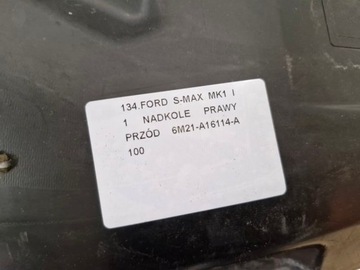 134.FORD S-MAX MK1 I
1 NADKOLE PRAWY
PRZÓD 6M21-A16114-A
100